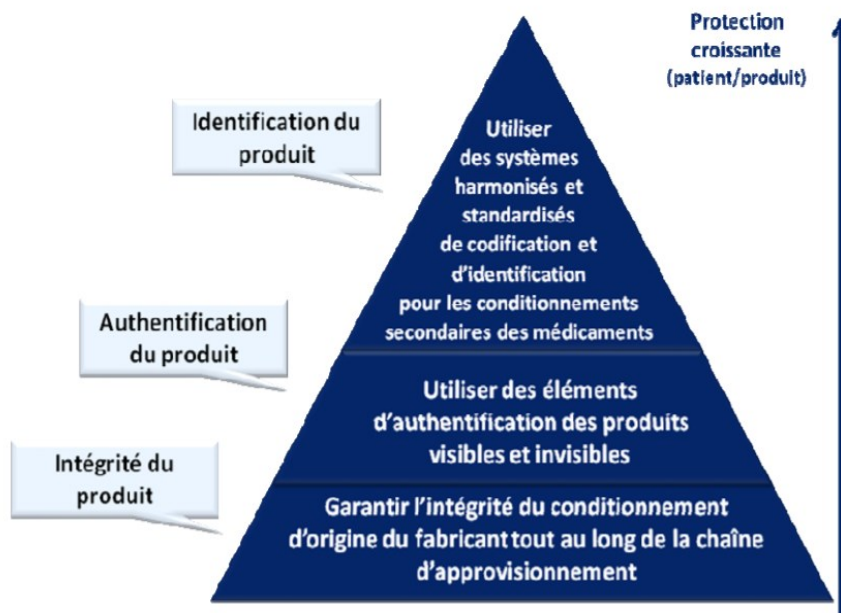 Protection
croissante
(patient/produit)
Identification du
produit
Utiliser
des systèmes
harmonisés et
standardisés
de codification et
d'identification
pour les conditionnements
secondaires des médicaments
Authentification
du produit
Utiliser des éléments
d'authentification des produits
visibles et invisibles
Intégrité du
produit
Garantir l'intégrité du conditionnement
d'origine du fabricant tout au long de la chaîne
d'approvisionnement